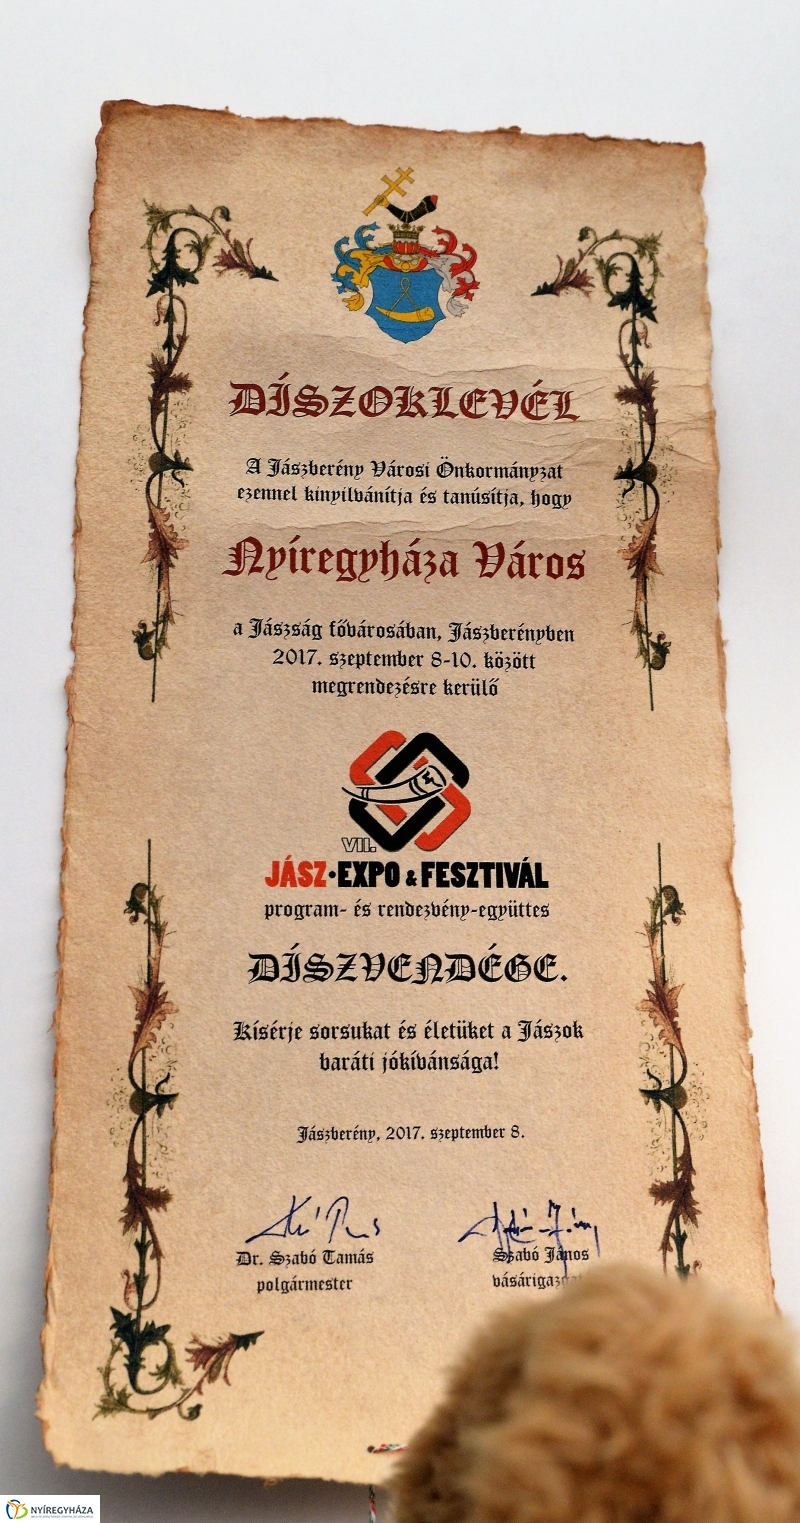 DÍSZOKLEVÉL
A Jászberény Városi Önkormányzat
ezennel kinyilvánítja és tanúsítja, hogy
Nyíregyháza Város
a Jászság fővárosában, Jászberényben
2017. szeptember 8-10. között
megrendezésre kerülő
VII.
JÁSZ•EXPO & FESZTIVÁL
program- és rendezvény-együttes
DÍSZVENDÉGE.
Kísérje sorsukat és életüket a Jászok
baráti jókívánsága!
Jászberény, 2017. szeptember 8.
Dr. Szabó Tamás
polgármester
Szabó János
NYÍREGYHÁZA